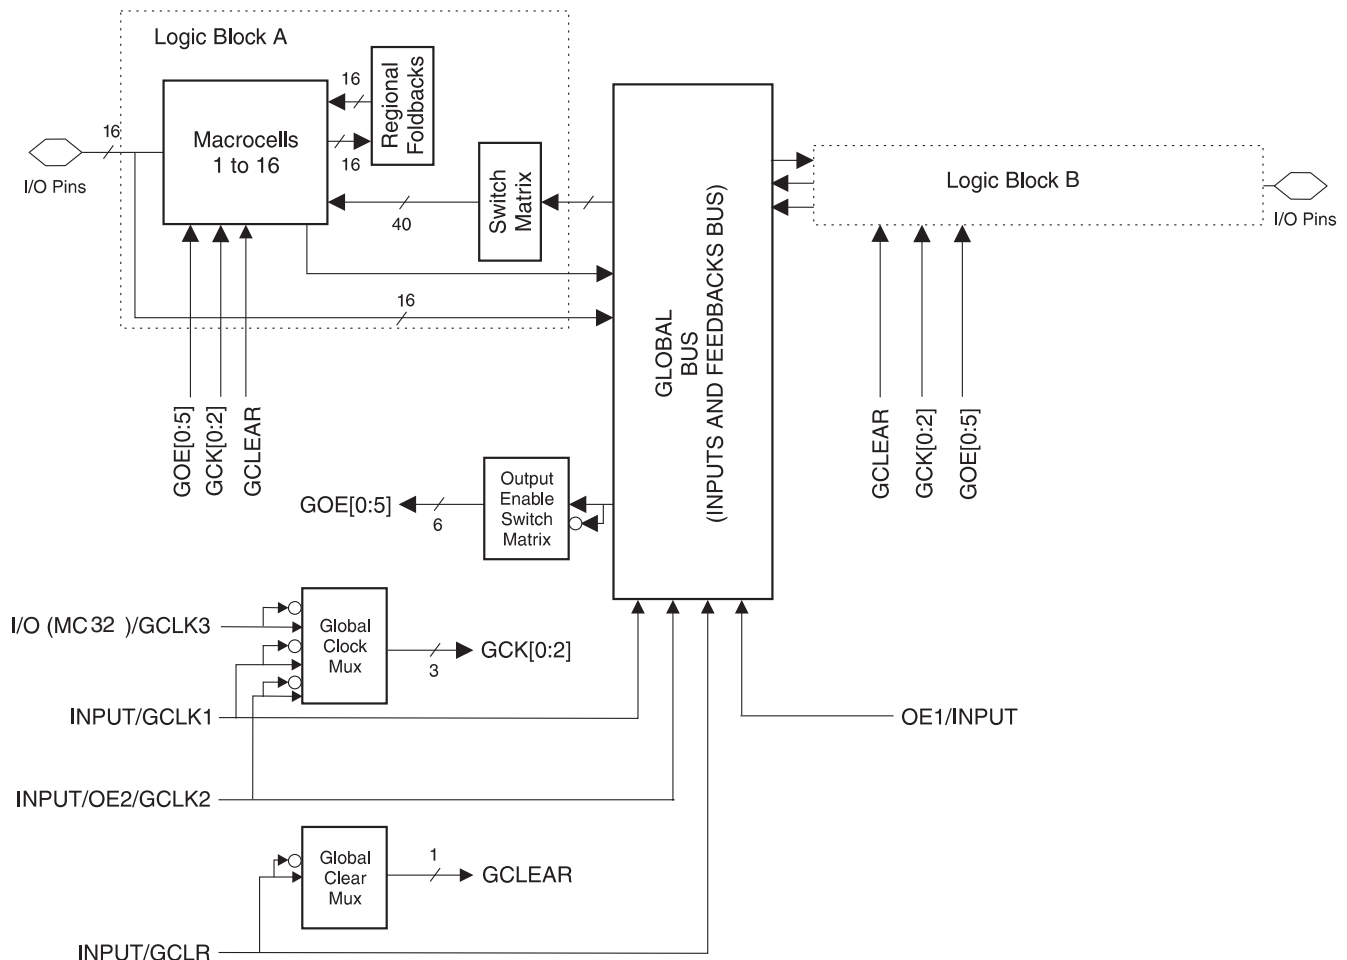 Logic Block A
16
Regional
Foldbacks
16
Macrocells
1 to 16
16
I/O Pins
Switch
Matrix
40
16
GOE[0:5]
GCK[0:2]
GCLEAR
GLOBAL
BUS
(INPUTS AND FEEDBACKS BUS)
Logic Block B
I/O Pins
GCLEAR
GCK[0:2]
GOE[0:5]
GOE[0:5]
6
Output
Enable
Switch
Matrix
I/O (MC32 )/GCLK3
Global
Clock
Mux
3
GCK[0:2]
INPUT/GCLK1
OE1/INPUT
INPUT/OE2/GCLK2
Global
Clear
Mux
1
GCLEAR
INPUT/GCLR